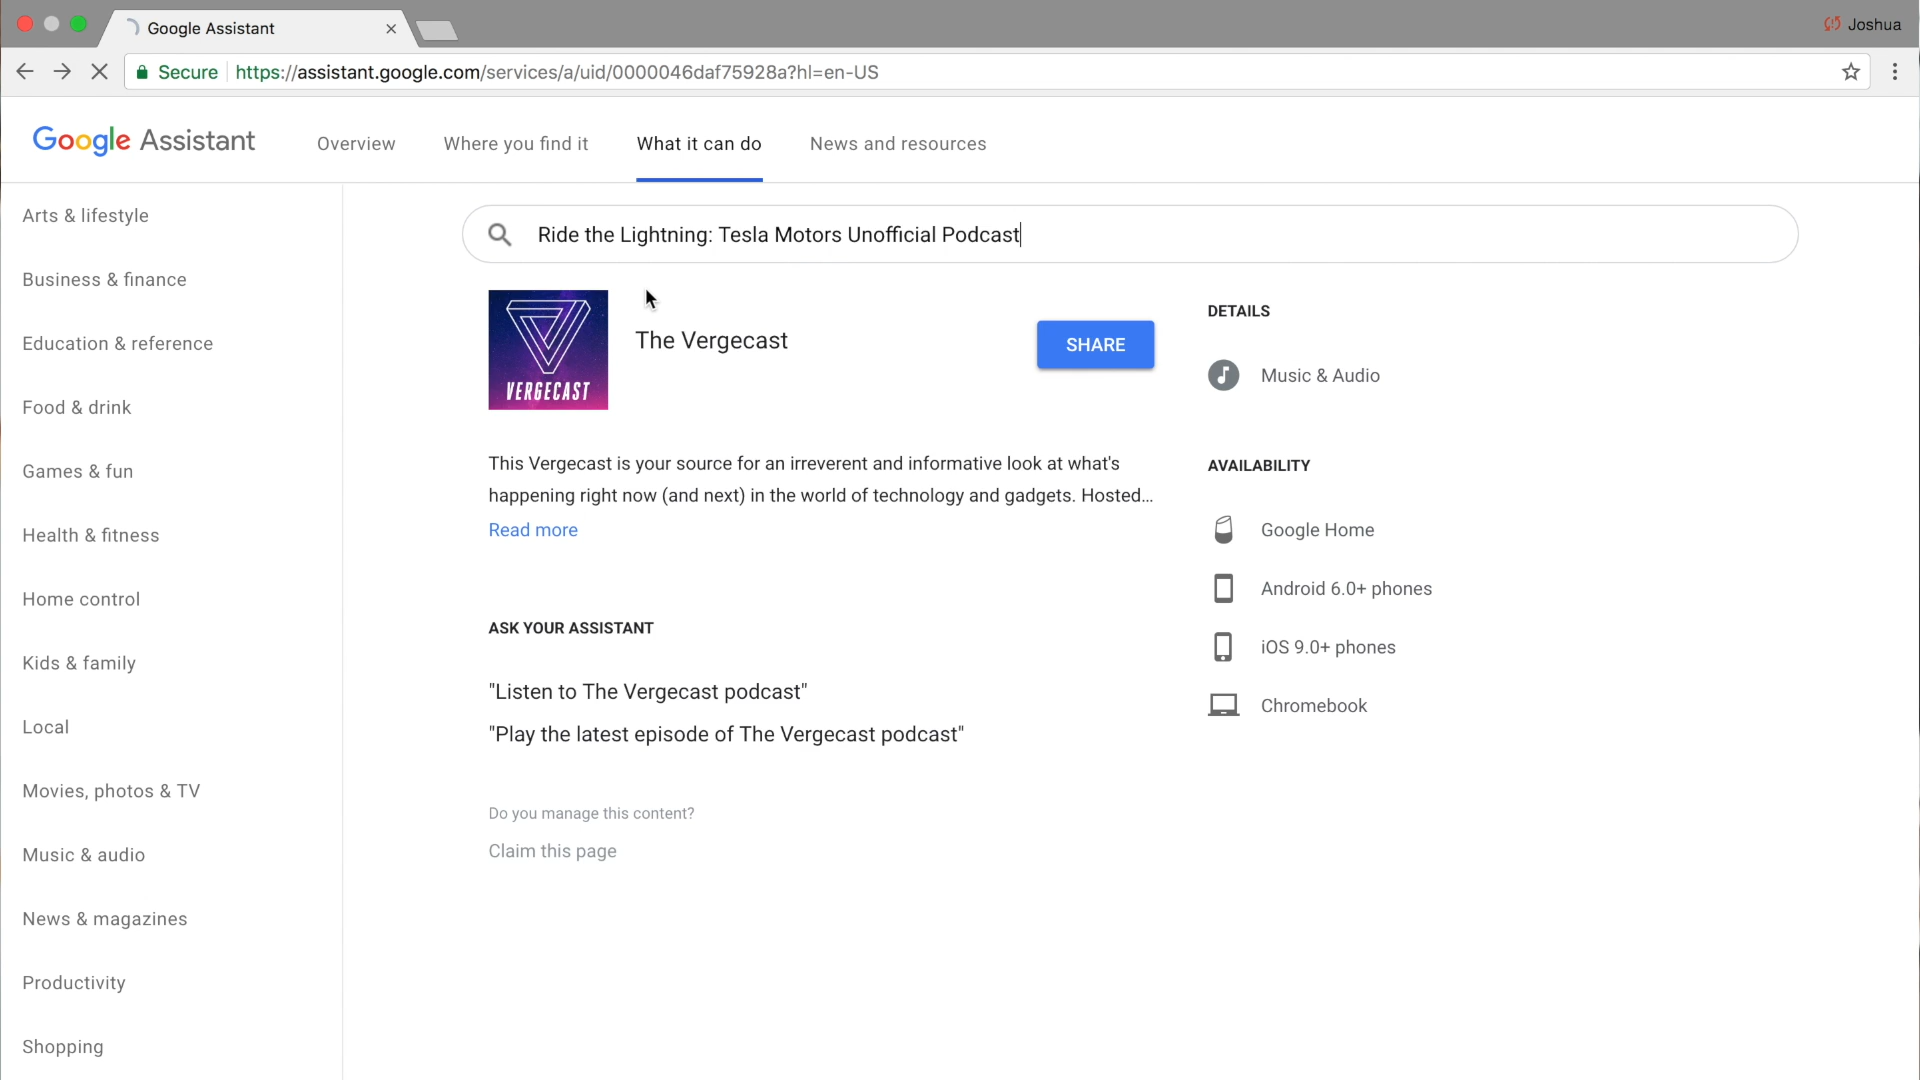 Google Assistant
Joshua
Secure
https://assistant.google.com/services/a/uid/0000046daf75928a?hl=en-US
Google Assistant
Overview
Where you find it
What it can do
News and resources
Arts & lifestyle
Business & finance
Education & reference
Food & drink
Games & fun
Health & fitness
Home control
Kids & family
Local
Movies, photos & TV
Music & audio
News & magazines
Productivity
Shopping
Ride the Lightning: Tesla Motors Unofficial Podcast
VERGECAST
The Vergecast
SHARE
This Vergecast is your source for an irreverent and informative look at what's
happening right now (and next) in the world of technology and gadgets. Hosted...
Read more
ASK YOUR ASSISTANT
"Listen to The Vergecast podcast"
"Play the latest episode of The Vergecast podcast"
Do you manage this content?
Claim this page
DETAILS
Music & Audio
AVAILABILITY
Google Home
Android 6.0+ phones
iOS 9.0+ phones
Chromebook